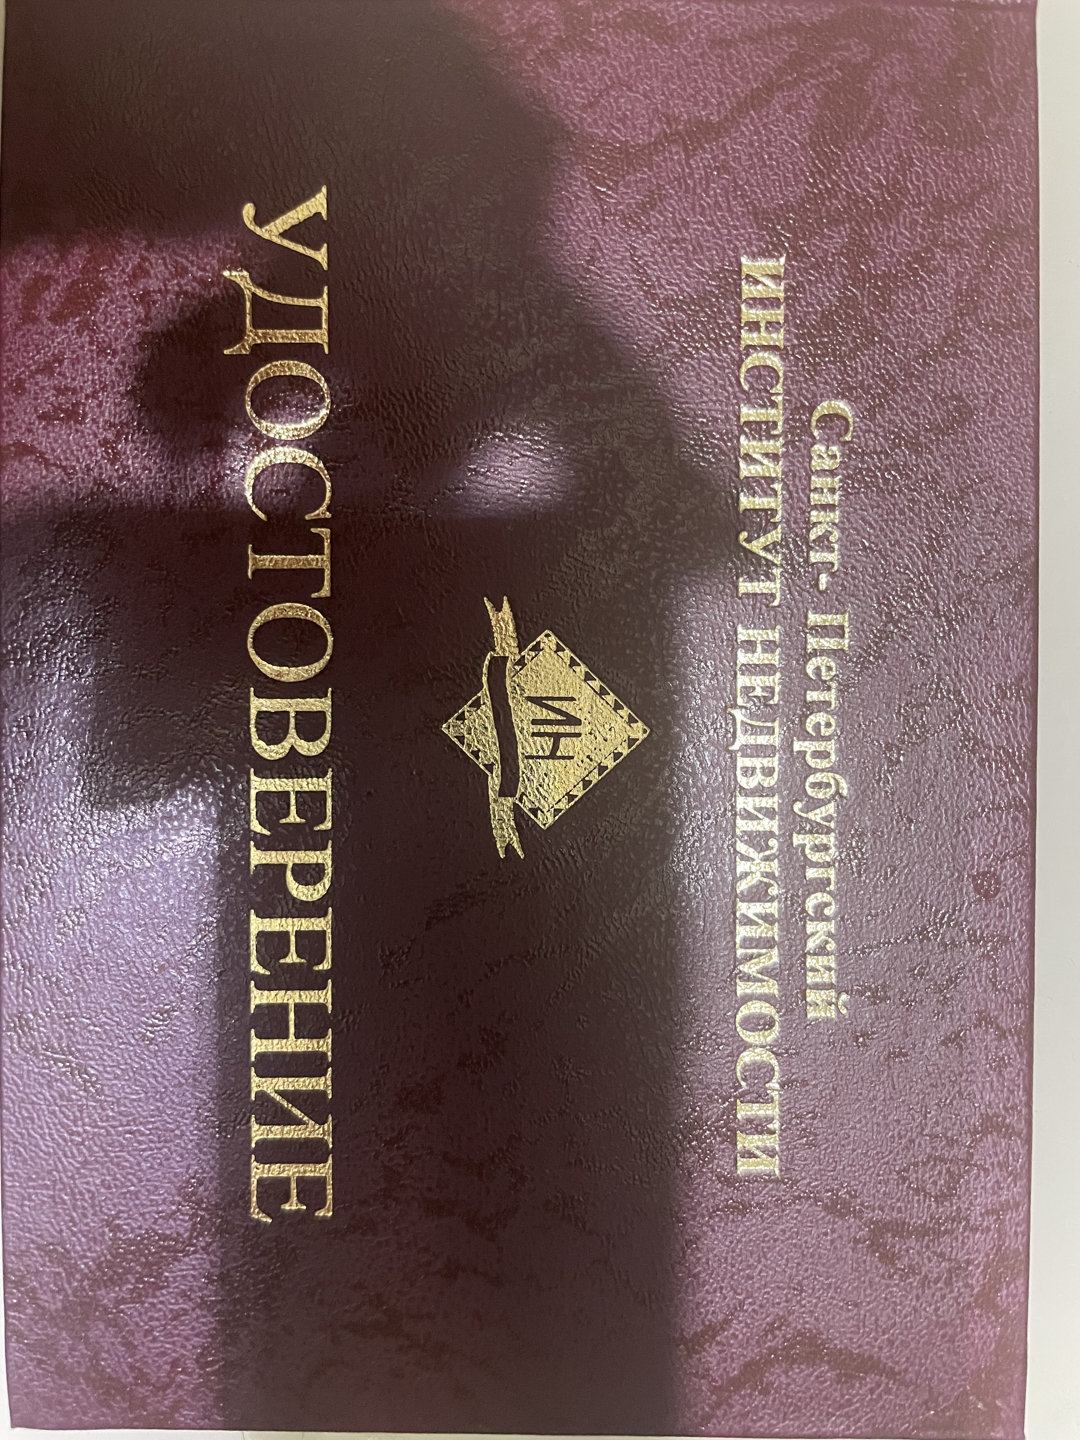 Санкт- Петербургский
ИНСТИТУТ НЕДВИЖИМОСТИ
ИН
УДОСТОВЕРЕНИЕ